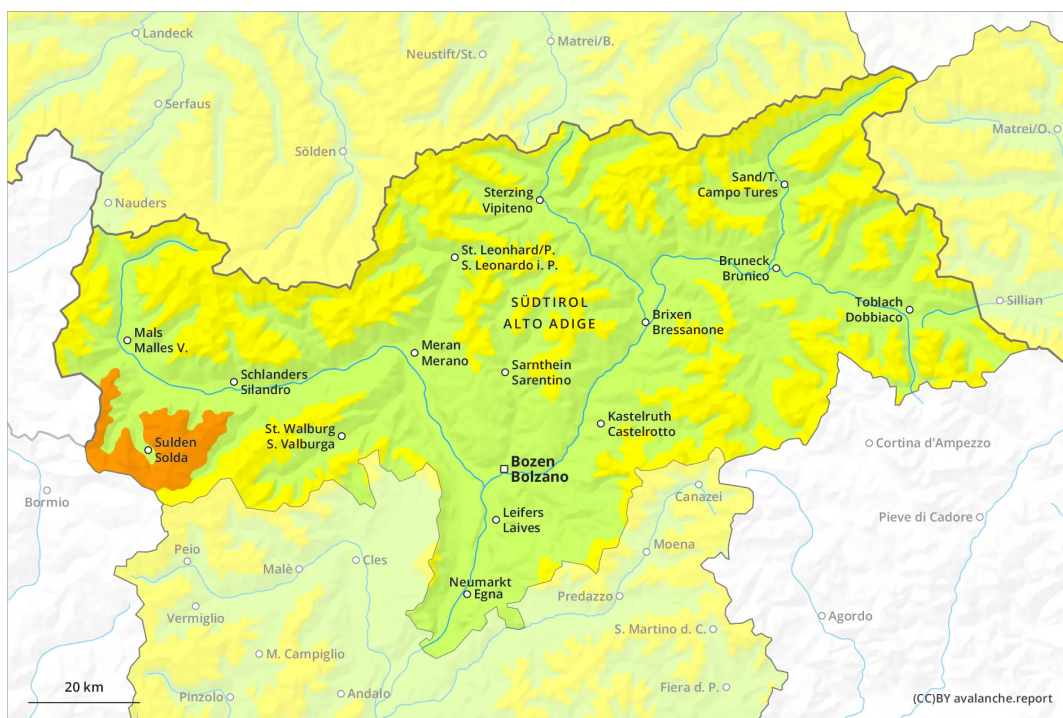 Landeck
Neustift/St.
Matrei/B.
Serfaus
Matrei/O.
Sölden
Nauders
Sterzing
Vipiteno
Sand/T.
Campo Tures
St. Leonhard/P.
S. Leonardo i. P.
Bruneck
Brunico
SÜDTIROL
ALTO ADIGE
Toblach
Dobbiaco
Sillian
Mals
Malles V.
Brixen
Bressanone
Meran
Merano
Schlanders
Silandro
Sarnthein
Sarentino
Kastelruth
Castelrotto
St. Walburg
S. Valburga
Sulden
Solda
Cortina d'Ampezzo
Bozen
Bolzano
Bormio
Canazei
Leifers
Laives
Pieve di Cadore
Peio
Cles
Malè
Moena
Neumarkt
Egna
Predazzo
Vermiglio
Agordo
S. Martino d. C.
M. Campiglio
20 km
Pinzolo
Andalo
Fiera d. P.
(CC)BY avalanche.report